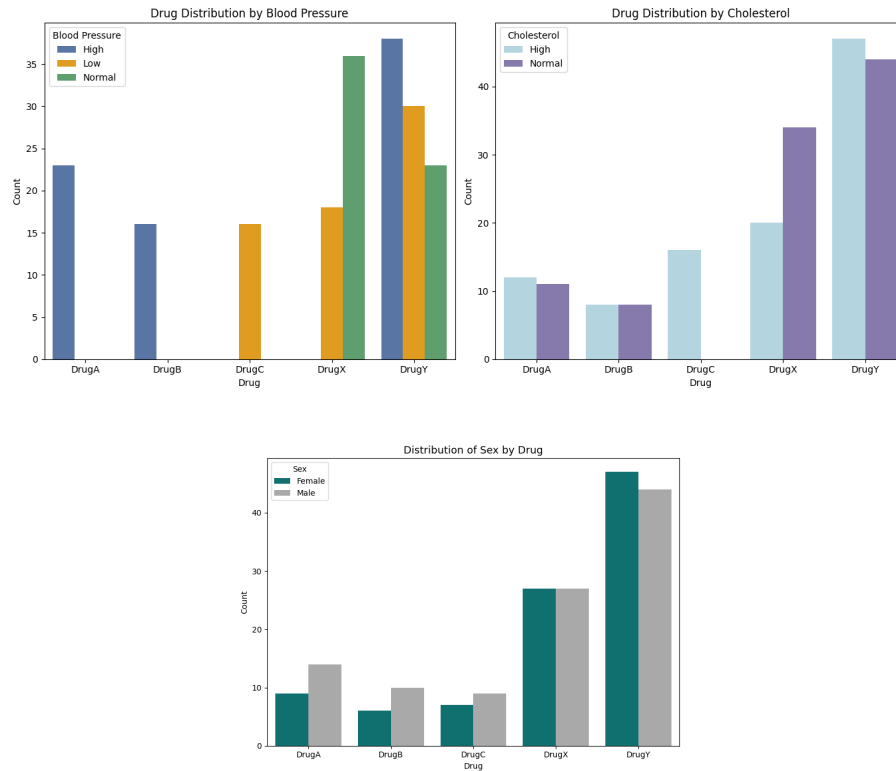 Drug Distribution by Blood Pressure
Blood Pressure
High
Low
Normal
Count
35
30
25
20
15
10
5
0
DrugA DrugB DrugC DrugX DrugY
Drug
Drug Distribution by Cholesterol
Cholesterol
High
Normal
Count
40
30
20
10
0
DrugA DrugB DrugC DrugX DrugY
Drug
Distribution of Sex by Drug
Sex
Female
Male
Count
40
30
20
10
0
DrugA DrugB DrugC DrugX DrugY
Drug